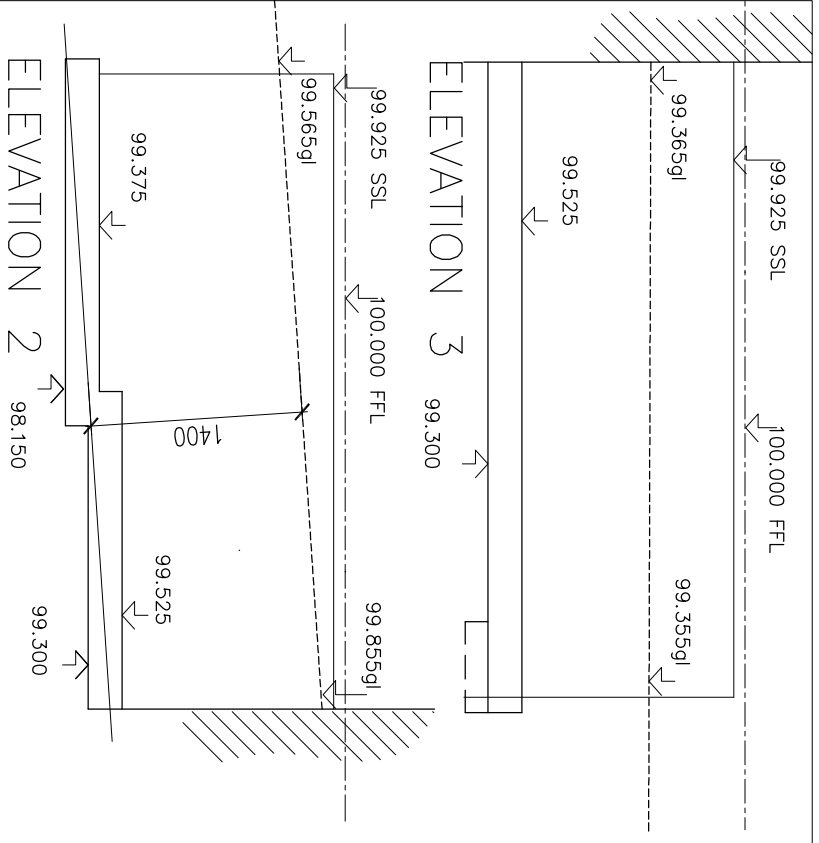 100.000 FFL
99.925 SSL
99.365gl
99.355gl
99.525
99.300
ELEVATION 3
100.000 FFL
99.925 SSL
99.855gl
99.565gl
1400
99.375
99.525
98.150
99.300
ELEVATION 2